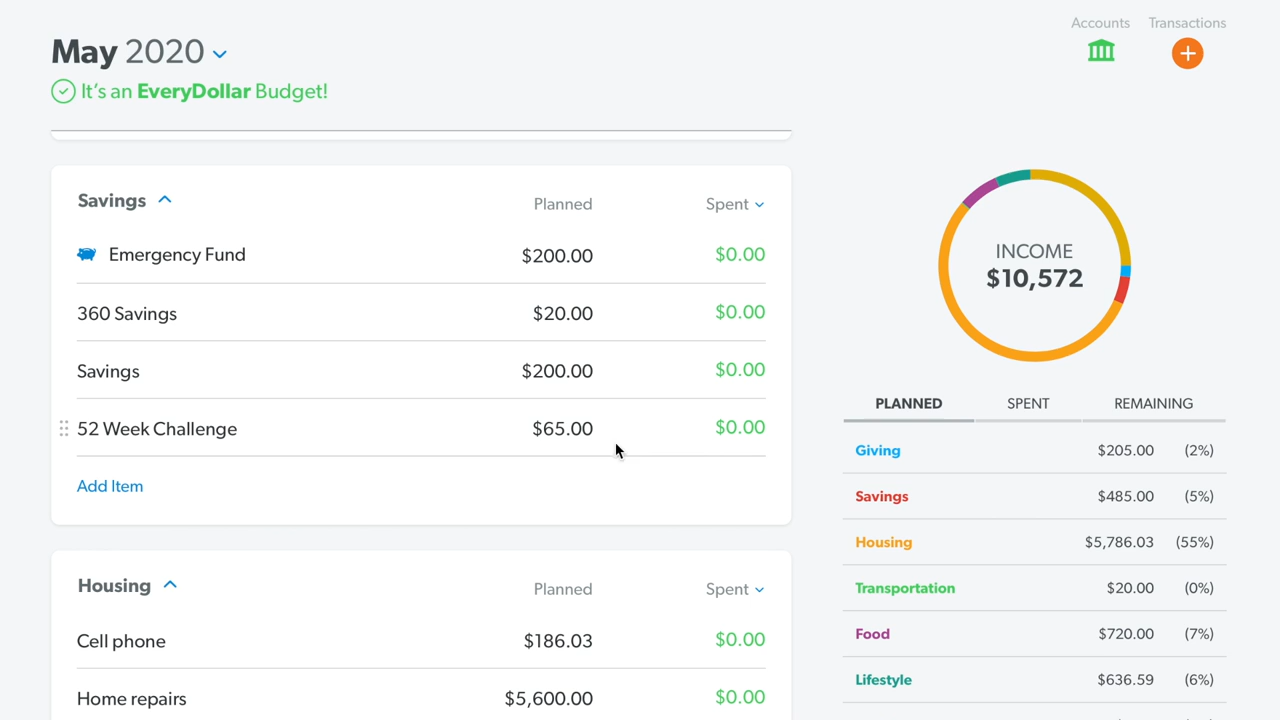 May 2020
Accounts Transactions
It's an EveryDollar Budget!
Savings Planned Spent
Emergency Fund $200.00 $0.00
360 Savings $20.00 $0.00
Savings $200.00 $0.00
52 Week Challenge $65.00 $0.00
Add Item
Housing Planned Spent
Cell phone $186.03 $0.00
Home repairs $5,600.00 $0.00
INCOME
$10,572
PLANNED SPENT REMAINING
Giving $205.00 (2%)
Savings $485.00 (5%)
Housing $5,786.03 (55%)
Transportation $20.00 (0%)
Food $720.00 (7%)
Lifestyle $636.59 (6%)